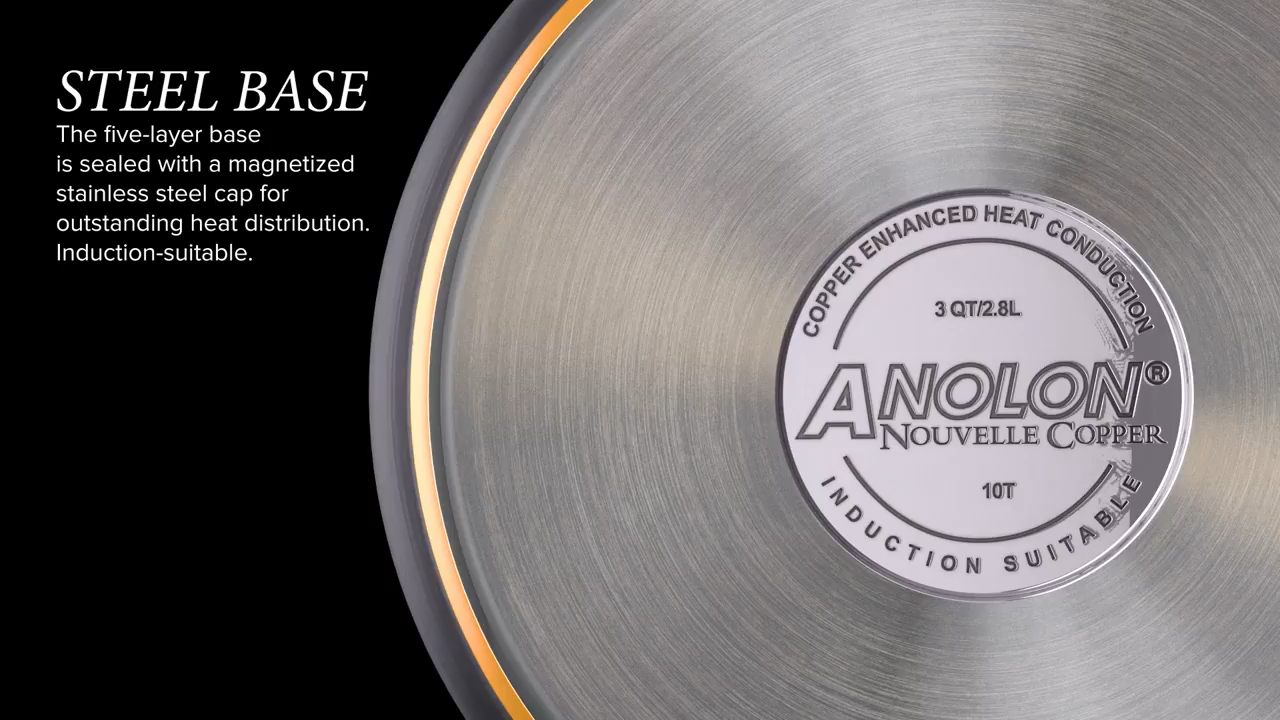 STEEL BASE
The five-layer base
is sealed with a magnetized
stainless steel cap for
outstanding heat distribution.
Induction-suitable.
COPPER ENHANCED HEAT CONDUCTION
3 QT/2.8L
ANOLON®
NOUVELLE COPPER
10T
INDUCTION SUITABLE